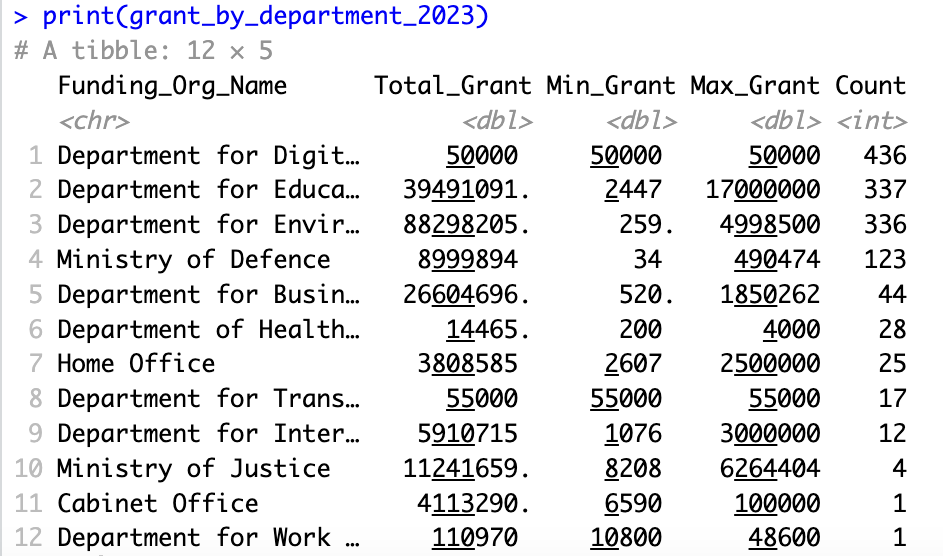 > print(grant_by_department_2023)
# A tibble: 12 × 5
Funding_Org_Name Total_Grant Min_Grant Max_Grant Count
<chr> <dbl> <dbl> <dbl> <int>
1 Department for Digit… 50000 50000 50000 436
2 Department for Educa… 39491091. 2447 17000000 337
3 Department for Envir… 88298205. 259. 4998500 336
4 Ministry of Defence 8999894 34 490474 123
5 Department for Busin… 26604696. 520. 1850262 44
6 Department of Health… 14465. 200 4000 28
7 Home Office 3808585 2607 2500000 25
8 Department for Trans… 55000 55000 55000 17
9 Department for Inter… 5910715 1076 3000000 12
10 Ministry of Justice 11241659. 8208 6264404 4
11 Cabinet Office 4113290. 6590 100000 1
12 Department for Work … 110970 10800 48600 1